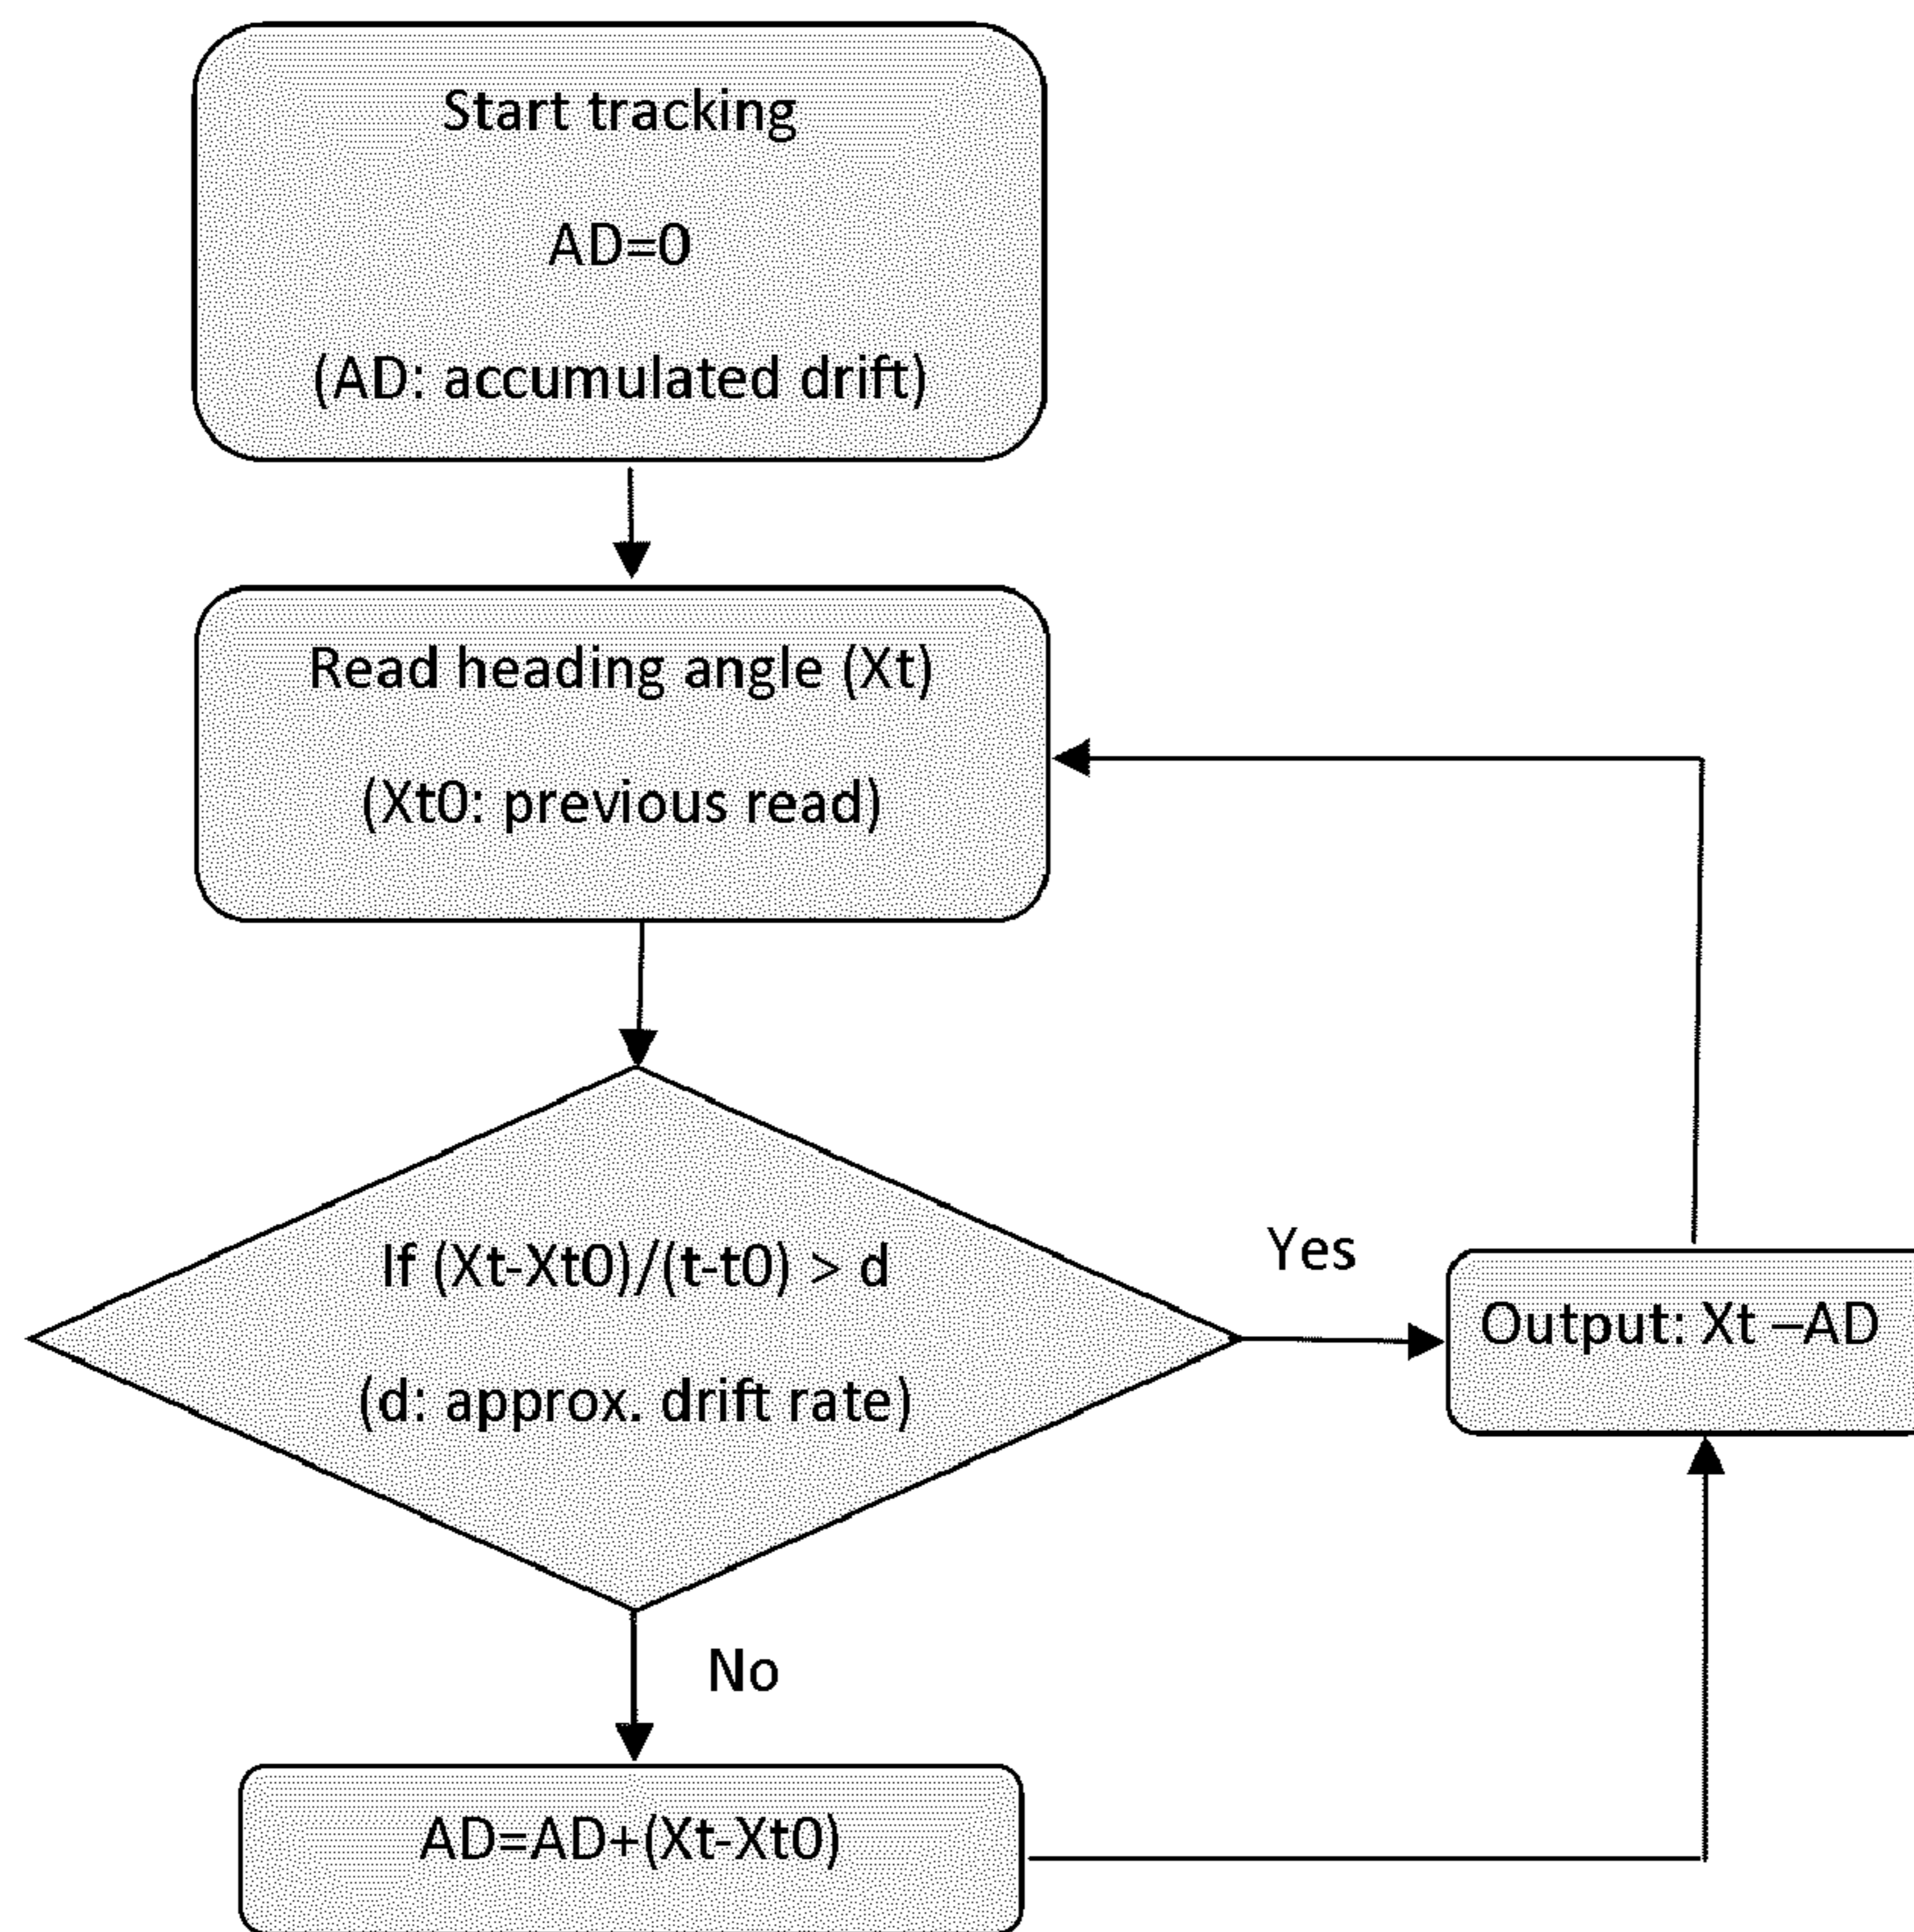 Start tracking
AD=0
(AD: accumulated drift)
Read heading angle (Xt)
(Xt0: previous read)
If (Xt-Xt0)/(t-t0) > d
(d: approx. drift rate)
Yes
Output: Xt –AD
No
AD=AD+(Xt-Xt0)